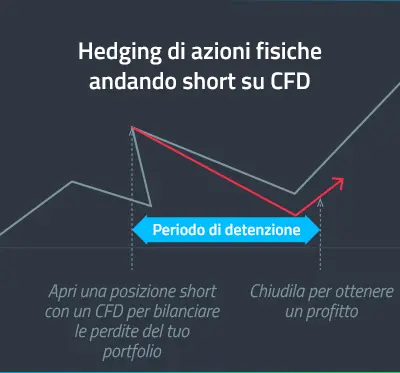 Hedging di azioni fisiche
andando short su CFD
Periodo di detenzione
Apri una posizione short
con un CFD per bilanciare
le perdite del tuo
portfolio
Chiudila per ottenere
un profitto